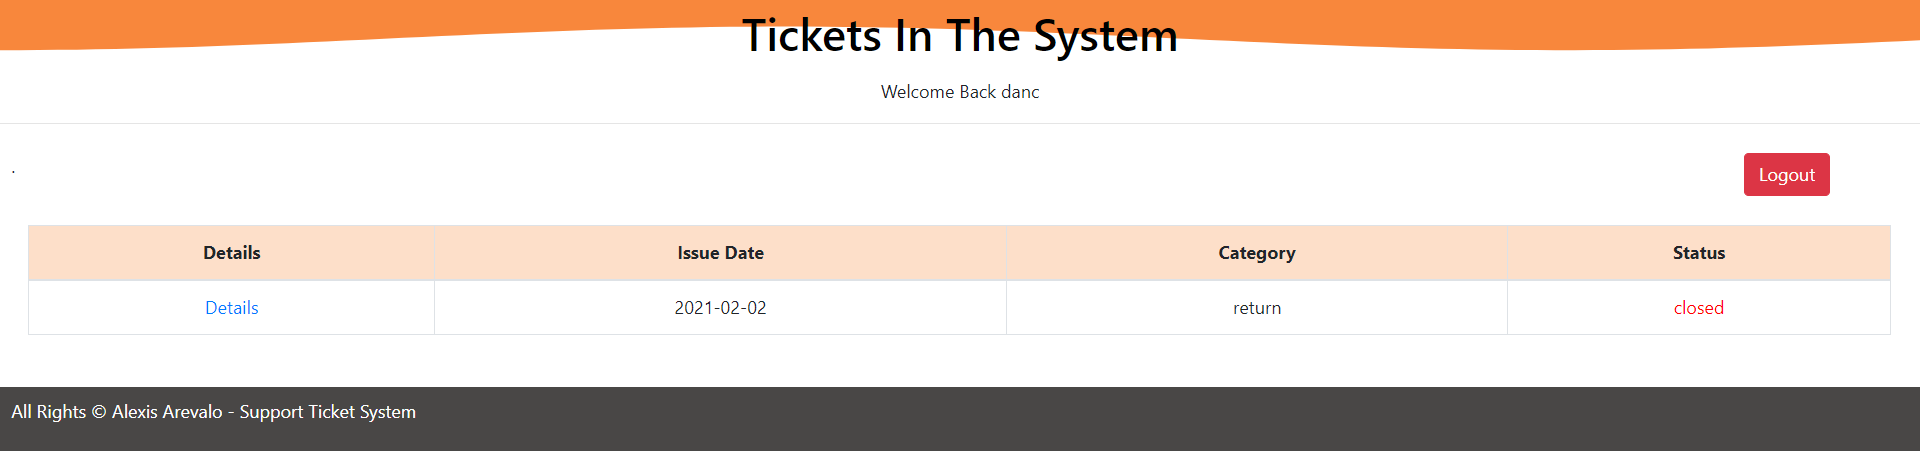 Tickets In The System
Welcome Back danc
.
Logout
Details Issue Date Category Status
Details 2021-02-02 return closed
All Rights © Alexis Arevalo - Support Ticket System